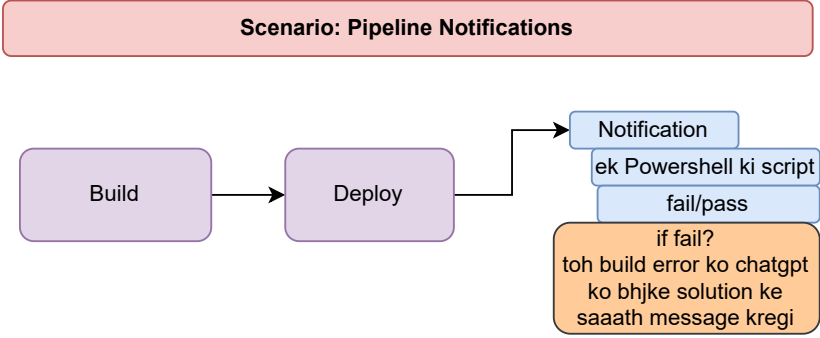 Scenario: Pipeline Notifications
Build
Deploy
Notification
ek Powershell ki script
fail/pass
if fail?
toh build error ko chatgpt
ko bhjke solution ke
saaath message kregi